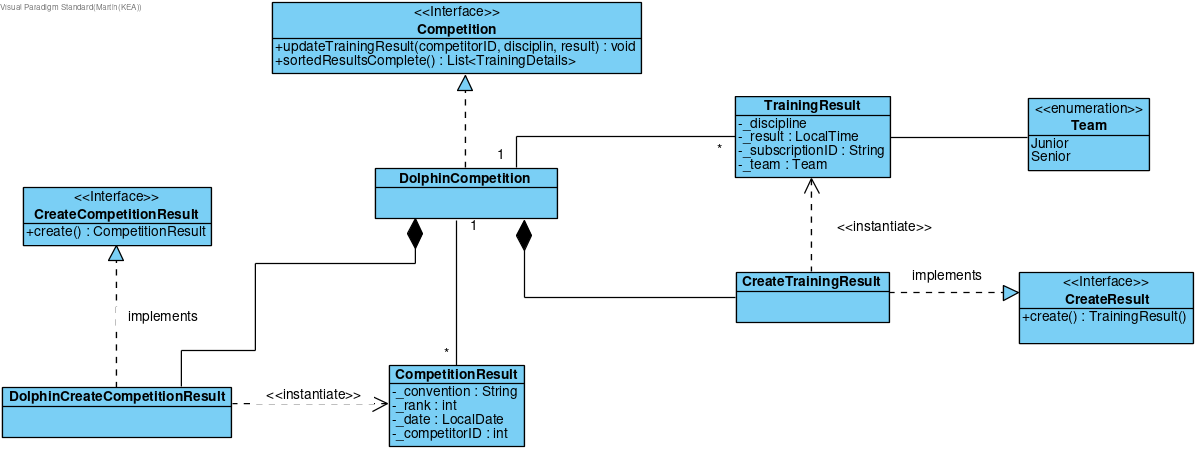 Visual Paradigm Standard(Martin(KEA))
<<Interface>>
Competition
+updateTrainingResult(competitorID, disciplin, result) : void
+sortedResultsComplete() : List<TrainingDetails>
TrainingResult
-_discipline
-_result : LocalTime
-_subscriptionID : String
-_team : Team
<<enumeration>>
Team
Junior
Senior
1
*
DolphinCompetition
<<Interface>>
CreateCompetitionResult
+create() : CompetitionResult
1
<<instantiate>>
CreateTrainingResult
implements
<<Interface>>
CreateResult
+create() : TrainingResult()
implements
*
DolphinCreateCompetitionResult
<<instantiate>>
CompetitionResult
-_convention : String
-_rank : int
-_date : LocalDate
-_competitorID : int